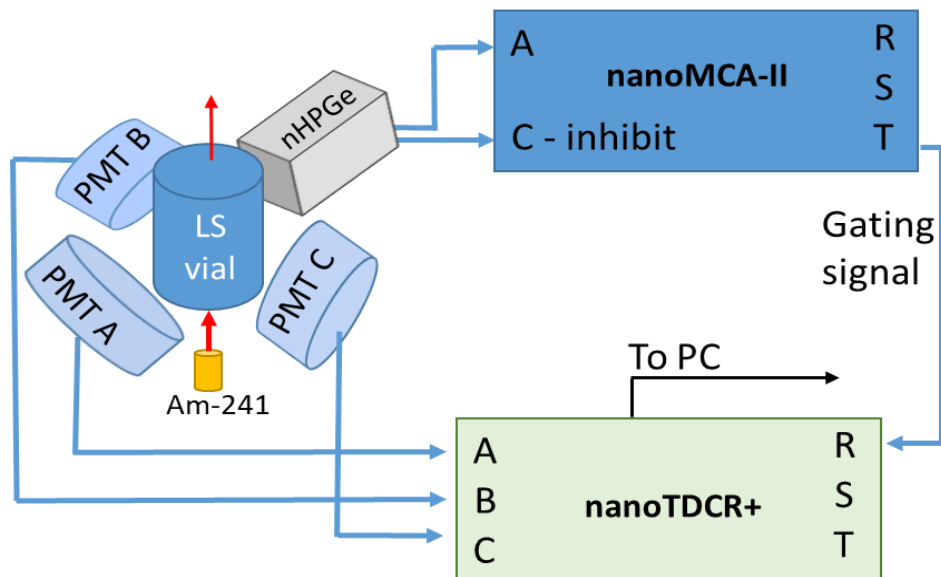 A
R
nanoMCA-II
S
C - inhibit
T
nHPGe
PMT B
LS
vial
PMT C
PMT A
Gating
signal
Am-241
To PC
A
R
B
nanoTDCR+
S
C
T